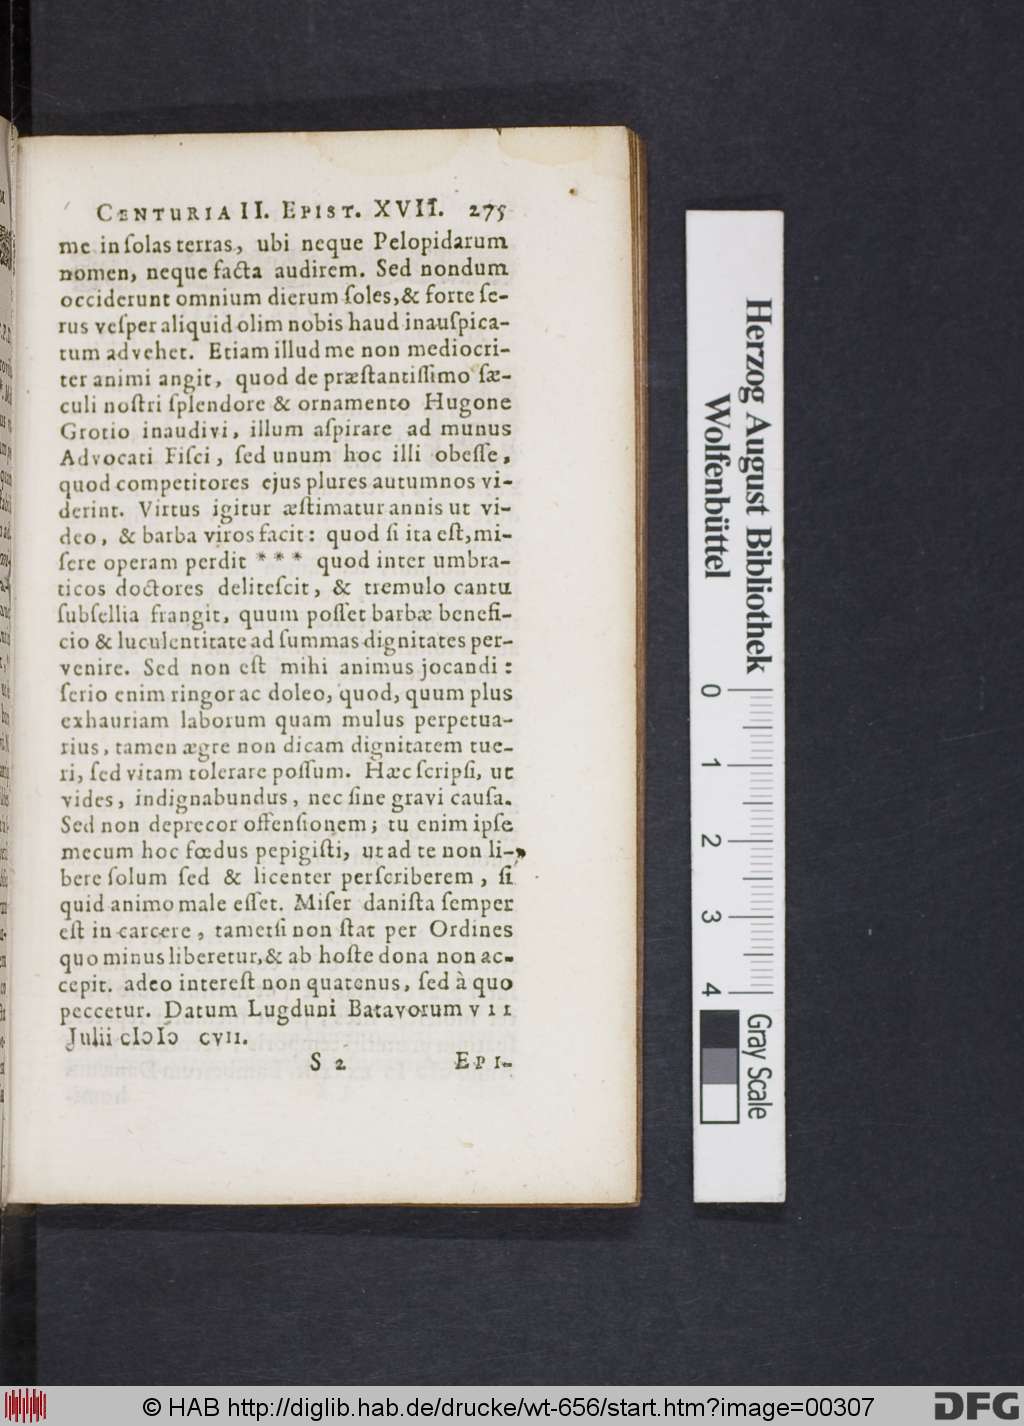 CENTURIA II. EPIST. XVII. 275
me in ſolas terras, ubi neque Pelopidarum
nomen, neque facta audirem. Sed nondum
occiderunt omnium dierum ſoles, & forte ſe-
rus veſper aliquid olim nobis haud inauſpica-
tum advehet. Etiam illud me non mediocri-
ter animi angit, quod de præſtantiſſimo ſæ-
culi noſtri ſplendore & ornamento Hugone
Grotio inaudivi, illum aſpirare ad munus
Advocati Fiſci, ſed unum hoc illi obeſſe,
quod competitores ejus plures autumnos vi-
derint. Virtus igitur æſtimatur annis ut vi-
deo, & barba viros facit: quod ſi ita eſt, mi-
ſere operam perdit *** quod inter umbra-
ticos doctores deliteſcit, & tremulo cantu
ſubſellia frangit, quum poſſet barbæ benefi-
cio & luculentitate ad ſummas dignitates per-
venire. Sed non eſt mihi animus jocandi:
ſerio enim ringor ac doleo, quod, quum plus
exhauriam laborum quam mulus perpetua-
rius, tamen ægre non dicam dignitatem tue-
ri, ſed vitam tolerare poſſum. Hæc ſcripſi, ut
vides, indignabundus, nec ſine gravi cauſa.
Sed non deprecor offenſionem; tu enim ipſe
mecum hoc fœdus pepigiſti, ut ad te non li-
bere ſolum ſed & licenter perſcriberem, ſi
quid animo male eſſet. Miſer daniſta ſemper
eſt in carcere, tametſi non ſtat per Ordines
quo minus liberetur, & ab hoſte dona non ac-
cepit. adeo intereſt non quatenus, ſed à quo
peccetur. Datum Lugduni Batavorum VII
Julii cIↄIↄ CVII.
S 2 EPI-
Herzog August Bibliothek
Wolfenbüttel
0 1 2 3 4
Gray Scale
© HAB http://diglib.hab.de/drucke/wt-656/start.htm?image=00307
DFG